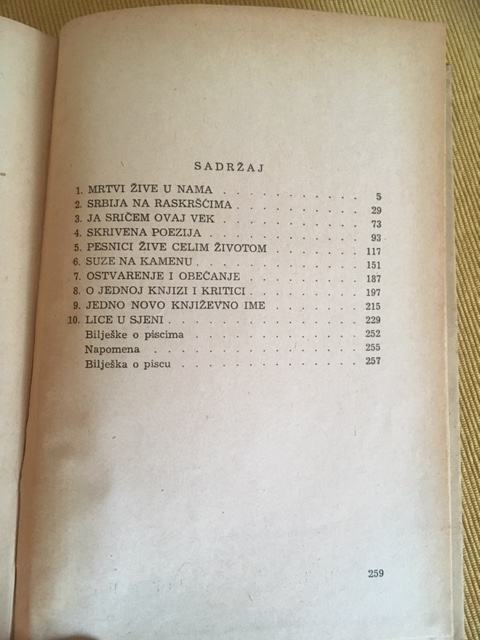 SADRŽAJ
1. MRTVI ŽIVE U NAMA . . . . . . . . . . 5
2. SRBIJA NA RASKRŠĆIMA . . . . . . . . . 29
3. JA SRIČEM OVAJ VEK . . . . . . . . . . 73
4. SKRIVENA POEZIJA . . . . . . . . . . . 93
5. PESNICI ŽIVE CELIM ŽIVOTOM . . . . . . . 117
6. SUZE NA KAMENU . . . . . . . . . . . . 151
7. OSTVARENJE I OBEĆANJE . . . . . . . . . 187
8. O JEDNOJ KNJIZI I KRITICI . . . . . . . . 197
9. JEDNO NOVO KNJIŽEVNO IME . . . . . . . 215
10. LICE U SJENI . . . . . . . . . . . . . 229
Bilješke o piscima . . . . . . . . . . . . 252
Napomena . . . . . . . . . . . . . . 255
Bilješka o piscu . . . . . . . . . . . . 257
259